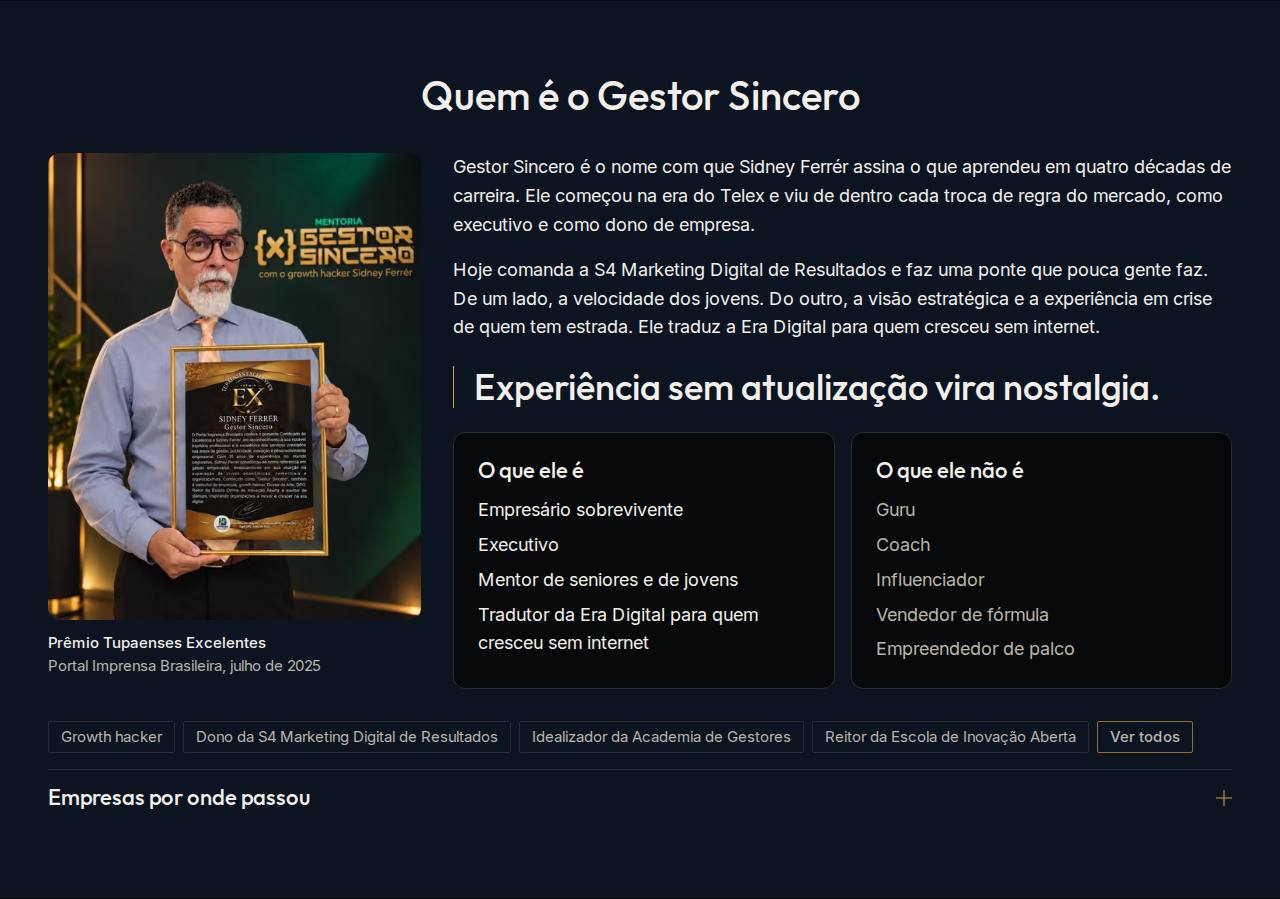 Quem é o Gestor Sincero
MENTORIA
{X} GESTOR
SINCERO
com o growth hacker Sidney Ferrér
EX
SIDNEY FERRÉR
Gestor Sincero
Prêmio Tupaenses Excelentes
Portal Imprensa Brasileira, julho de 2025
Gestor Sincero é o nome com que Sidney Ferrér assina o que aprendeu em quatro décadas de
carreira. Ele começou na era do Telex e viu de dentro cada troca de regra do mercado, como
executivo e como dono de empresa.
Hoje comanda a S4 Marketing Digital de Resultados e faz uma ponte que pouca gente faz.
De um lado, a velocidade dos jovens. Do outro, a visão estratégica e a experiência em crise
de quem tem estrada. Ele traduz a Era Digital para quem cresceu sem internet.
Experiência sem atualização vira nostalgia.
O que ele é
Empresário sobrevivente
Executivo
Mentor de seniores e de jovens
Tradutor da Era Digital para quem
cresceu sem internet
O que ele não é
Guru
Coach
Influenciador
Vendedor de fórmula
Empreendedor de palco
Growth hacker
Dono da S4 Marketing Digital de Resultados
Idealizador da Academia de Gestores
Reitor da Escola de Inovação Aberta
Ver todos
Empresas por onde passou